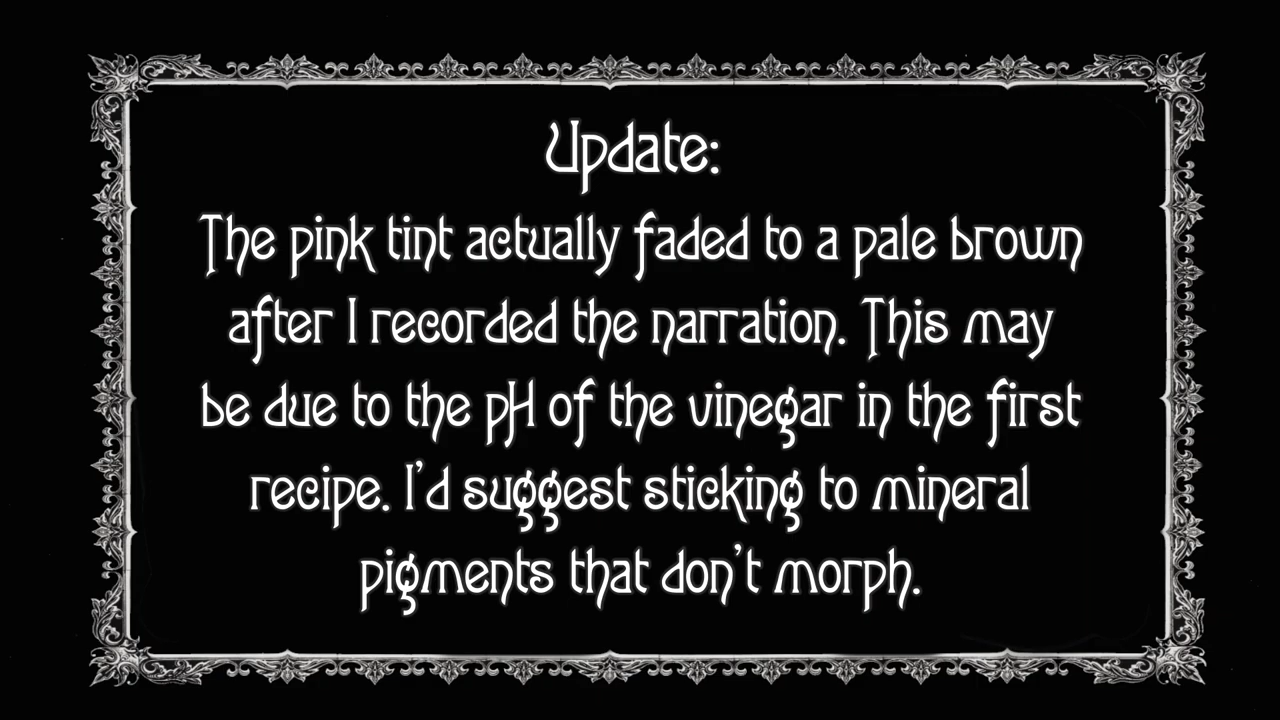 Update:
The pink tint actually faded to a pale brown
after I recorded the narration. This may
be due to the pH of the vinegar in the first
recipe. I'd suggest sticking to mineral
pigments that don't morph.